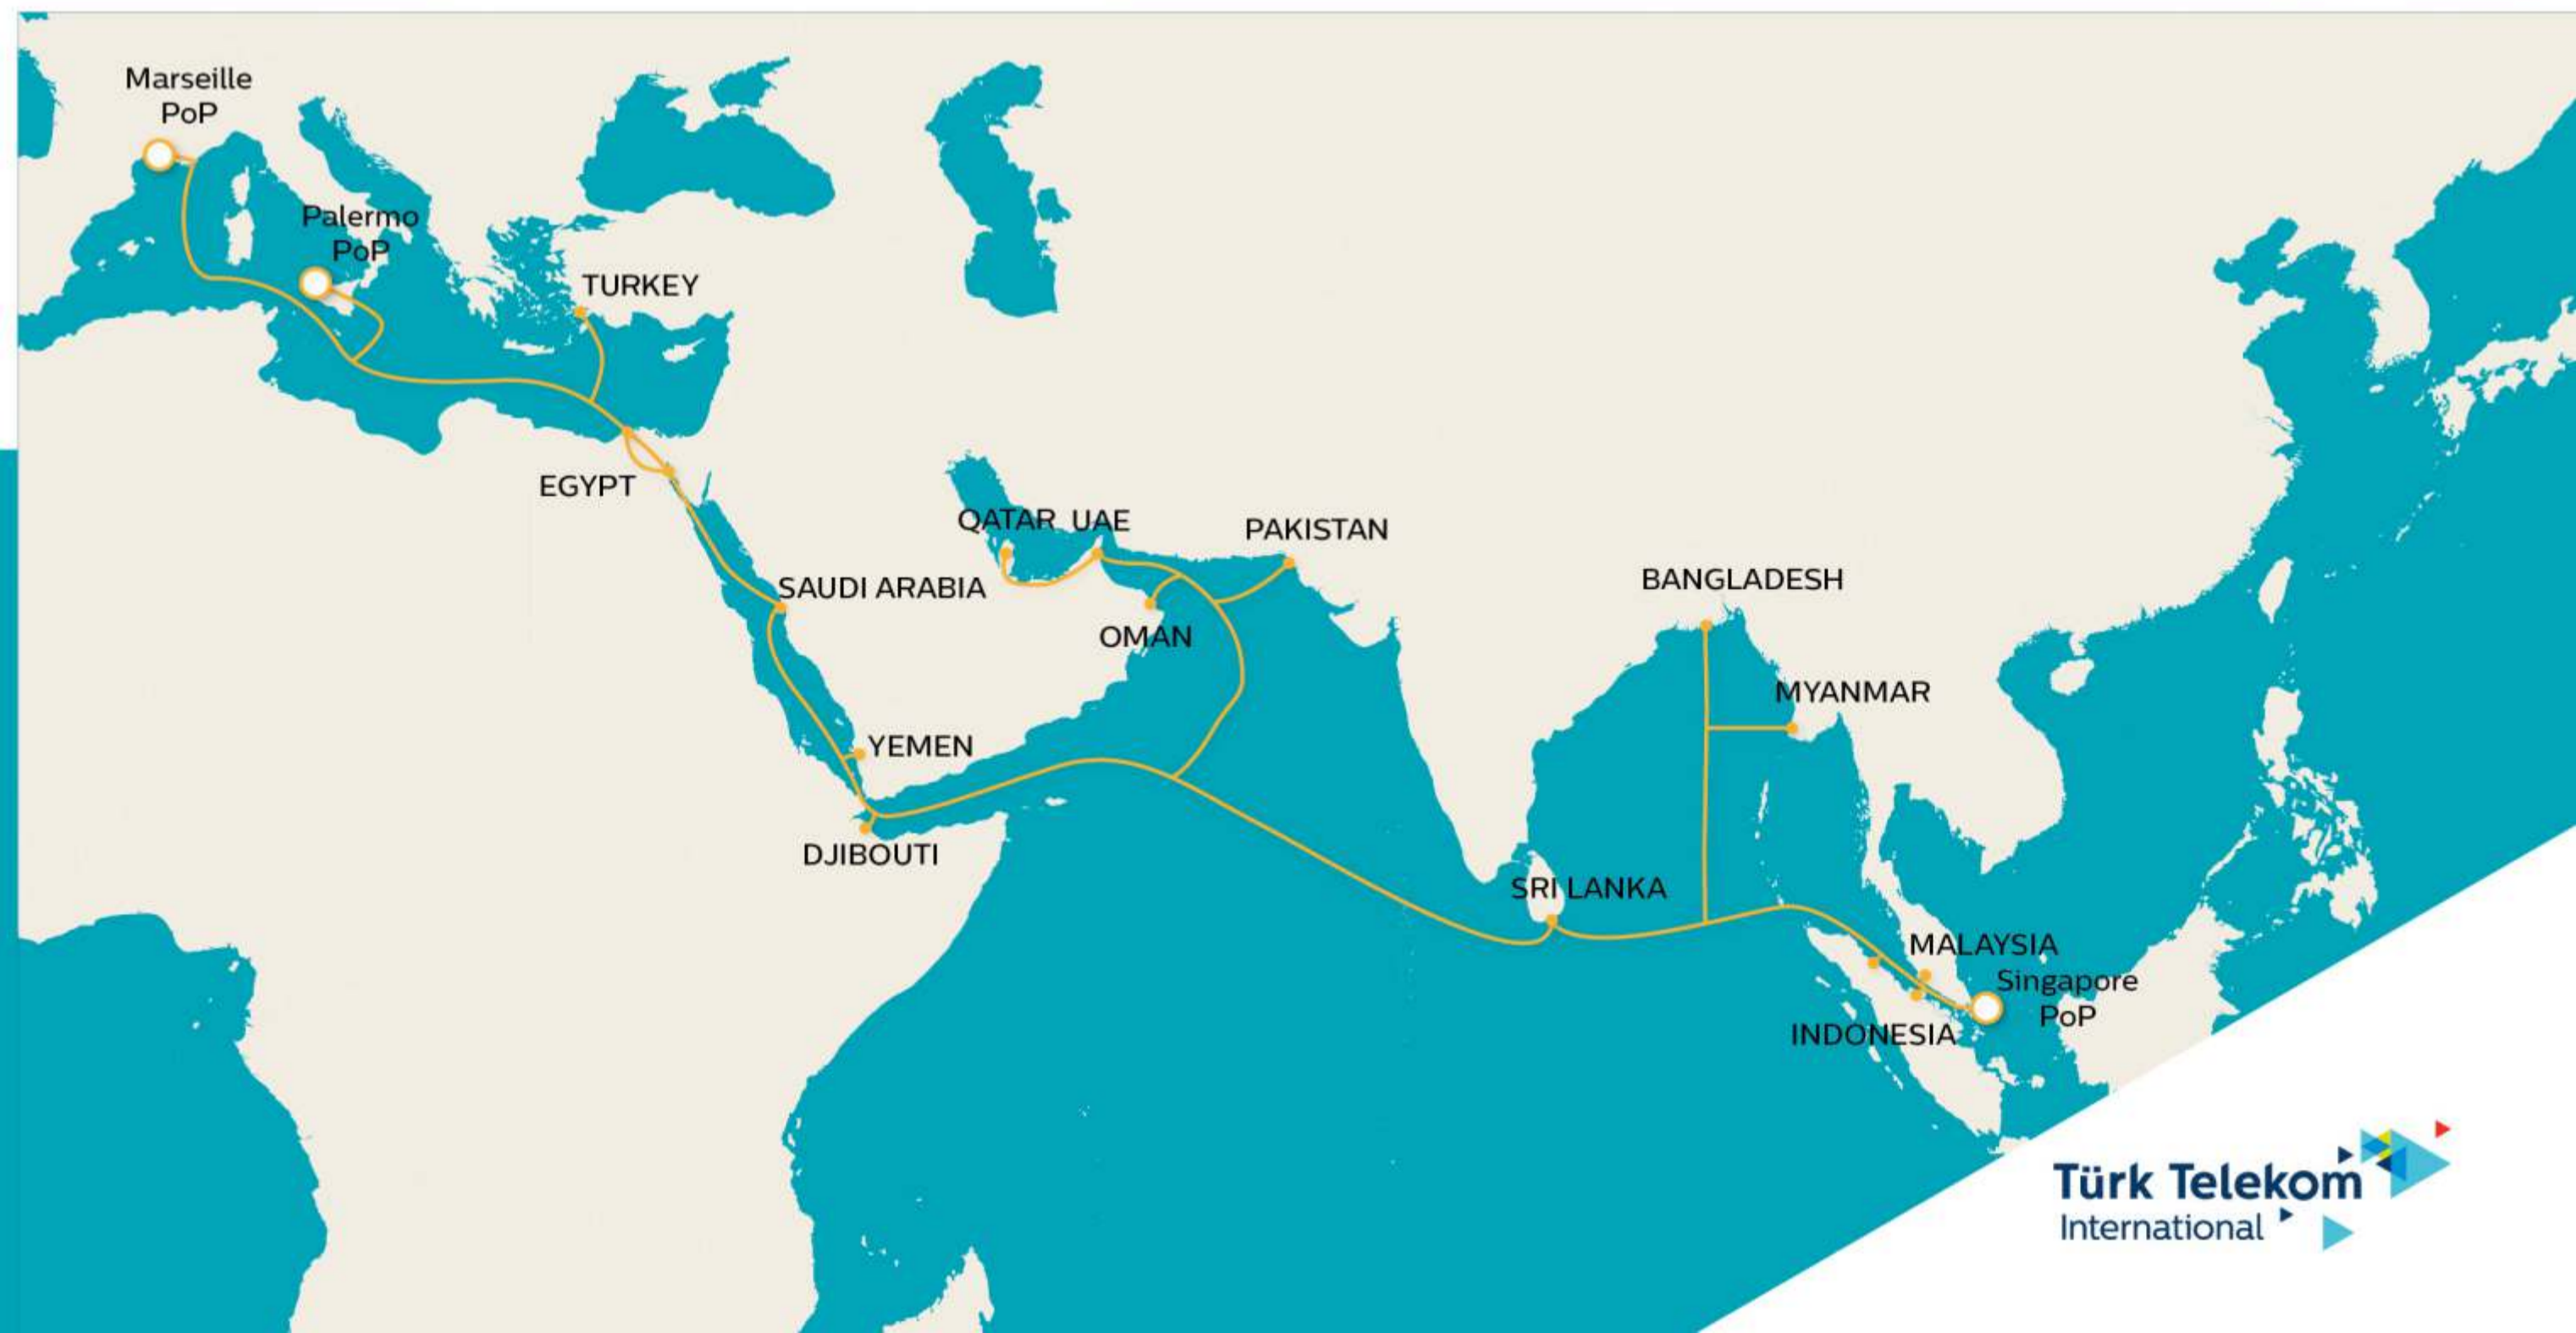 Marseille
PoP
Palermo
PoP
TURKEY
EGYPT
QATAR
UAE
PAKISTAN
SAUDI ARABIA
OMAN
BANGLADESH
MYANMAR
YEMEN
DJIBOUTI
SRI LANKA
MALAYSIA
Singapore
PoP
INDONESIA
Türk Telekom
International